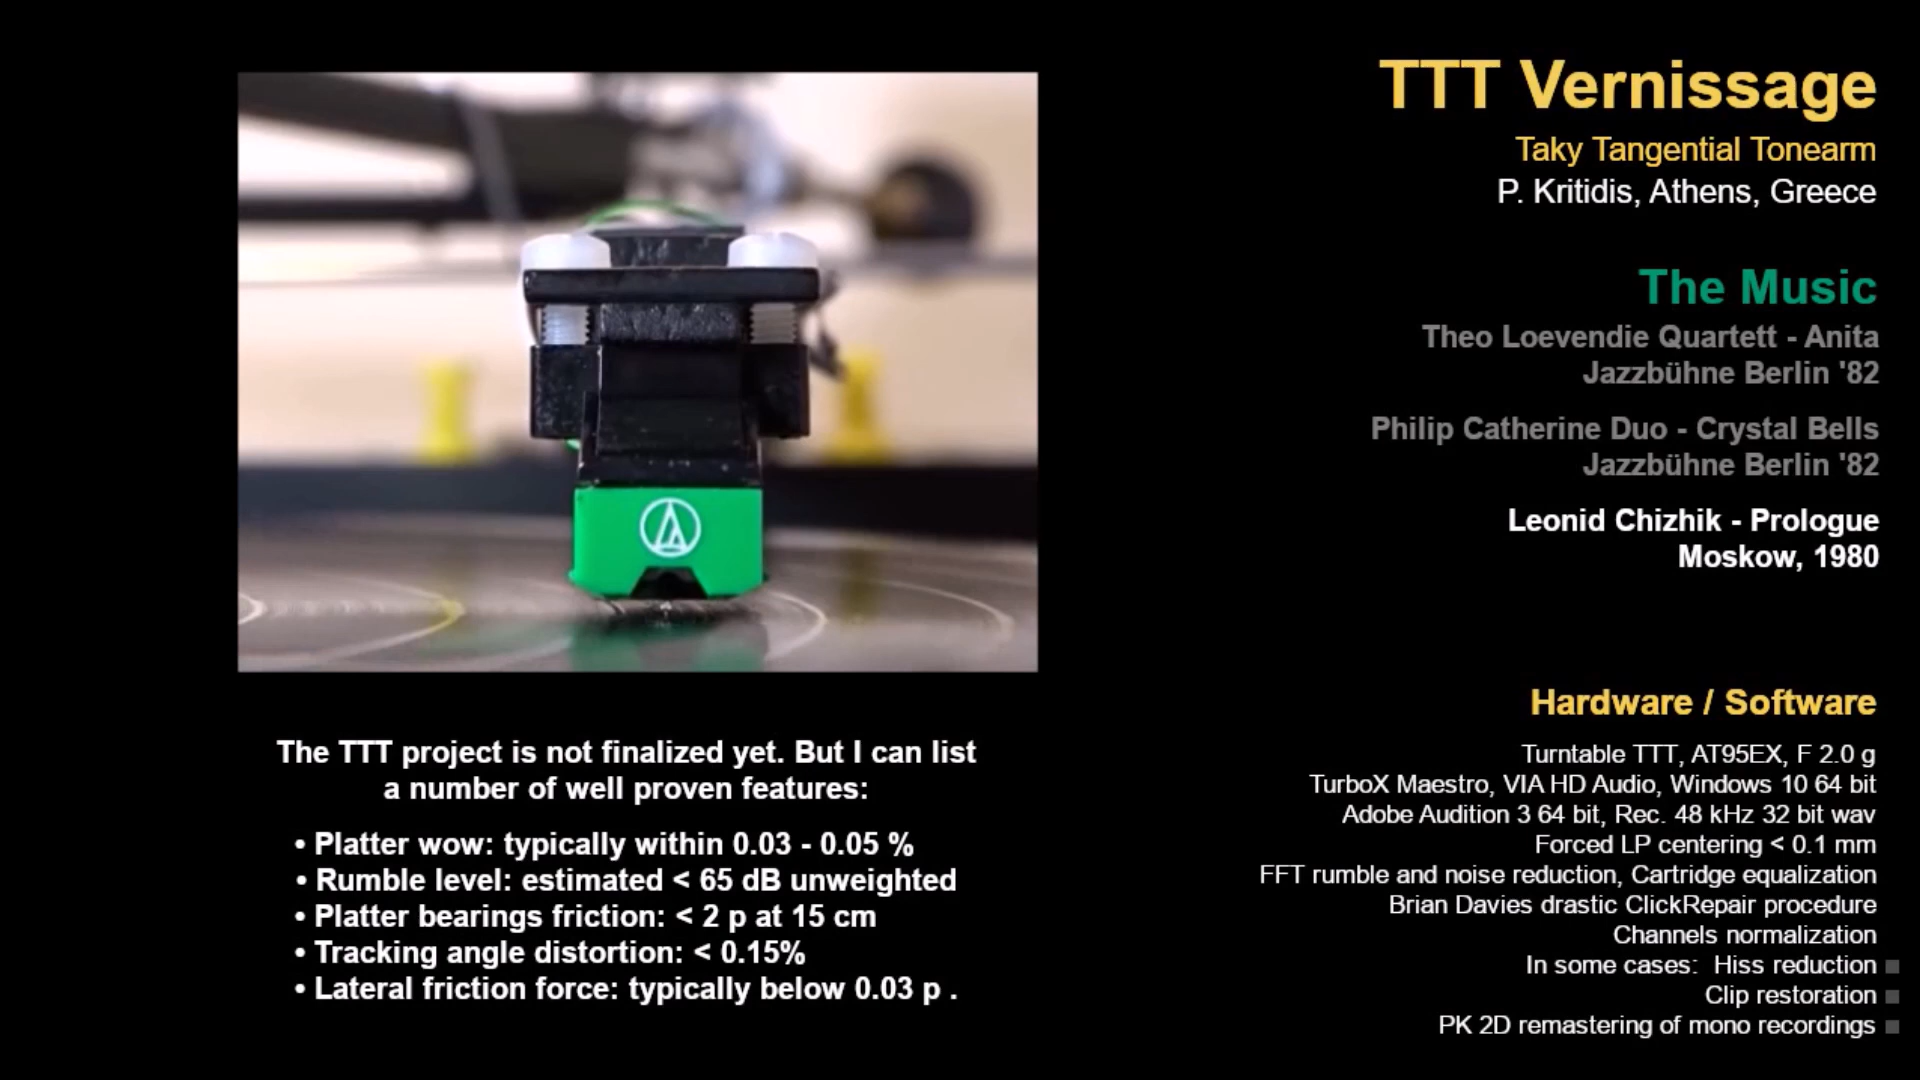 TTT Vernissage
Taky Tangential Tonearm
P. Kritidis, Athens, Greece
The Music
Theo Loevendie Quartett - Anita
Jazzbühne Berlin '82
Philip Catherine Duo - Crystal Bells
Jazzbühne Berlin '82
Leonid Chizhik - Prologue
Moskow, 1980
The TTT project is not finalized yet. But I can list
a number of well proven features:
• Platter wow: typically within 0.03 - 0.05 %
• Rumble level: estimated < 65 dB unweighted
• Platter bearings friction: < 2 p at 15 cm
• Tracking angle distortion: < 0.15%
• Lateral friction force: typically below 0.03 p .
Hardware / Software
Turntable TTT, AT95EX, F 2.0 g
TurboX Maestro, VIA HD Audio, Windows 10 64 bit
Adobe Audition 3 64 bit, Rec. 48 kHz 32 bit wav
Forced LP centering < 0.1 mm
FFT rumble and noise reduction, Cartridge equalization
Brian Davies drastic ClickRepair procedure
Channels normalization
In some cases: Hiss reduction
Clip restoration
PK 2D remastering of mono recordings